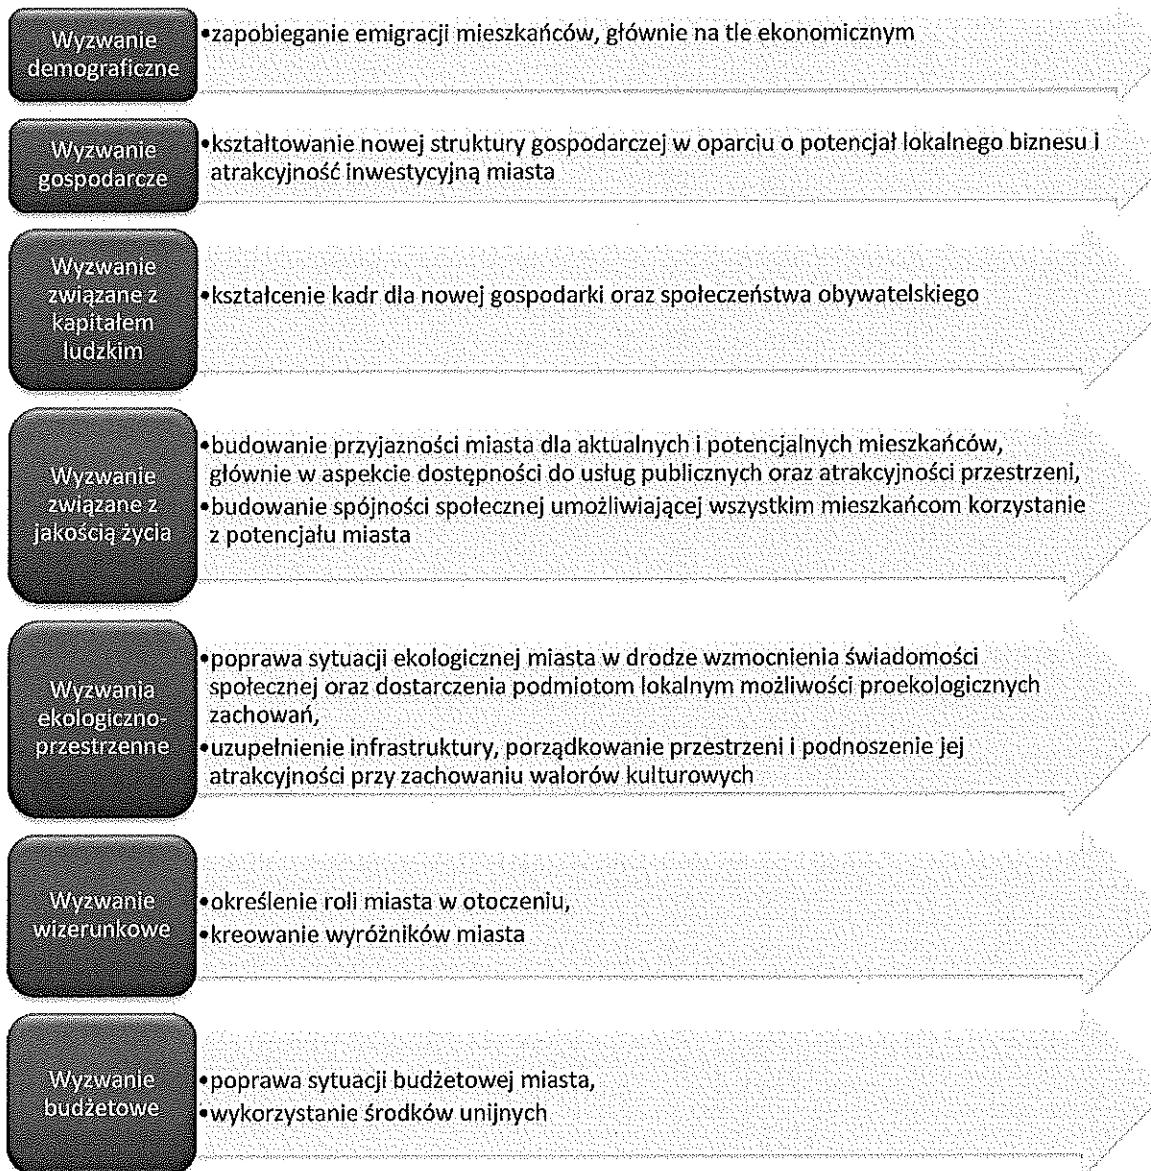 Wyzwanie
demograficzne
•zapobieganie emigracji mieszkańców, głównie na tle ekonomicznym
Wyzwanie
gospodarcze
•kształtowanie nowej struktury gospodarczej w oparciu o potencjał lokalnego biznesu i
atrakcyjność inwestycyjną miasta
Wyzwanie
związane z
kapitałem
ludzkim
•kształcenie kadr dla nowej gospodarki oraz społeczeństwa obywatelskiego
Wyzwanie
związane z
jakością życia
•budowanie przyjazności miasta dla aktualnych i potencjalnych mieszkańców,
głównie w aspekcie dostępności do usług publicznych oraz atrakcyjności przestrzeni,
•budowanie spójności społecznej umożliwiającej wszystkim mieszkańcom korzystanie
z potencjału miasta
Wyzwania
ekologiczno-
przestrzenne
•poprawa sytuacji ekologicznej miasta w drodze wzmocnienia świadomości
społecznej oraz dostarczenia podmiotom lokalnym możliwości proekologicznych
zachowań,
•uzupełnienie infrastruktury, porządkowanie przestrzeni i podnoszenie jej
atrakcyjności przy zachowaniu walorów kulturowych
Wyzwanie
wizerunkowe
•określenie roli miasta w otoczeniu,
•kreowanie wyróżników miasta
Wyzwanie
budżetowe
•poprawa sytuacji budżetowej miasta,
•wykorzystanie środków unijnych